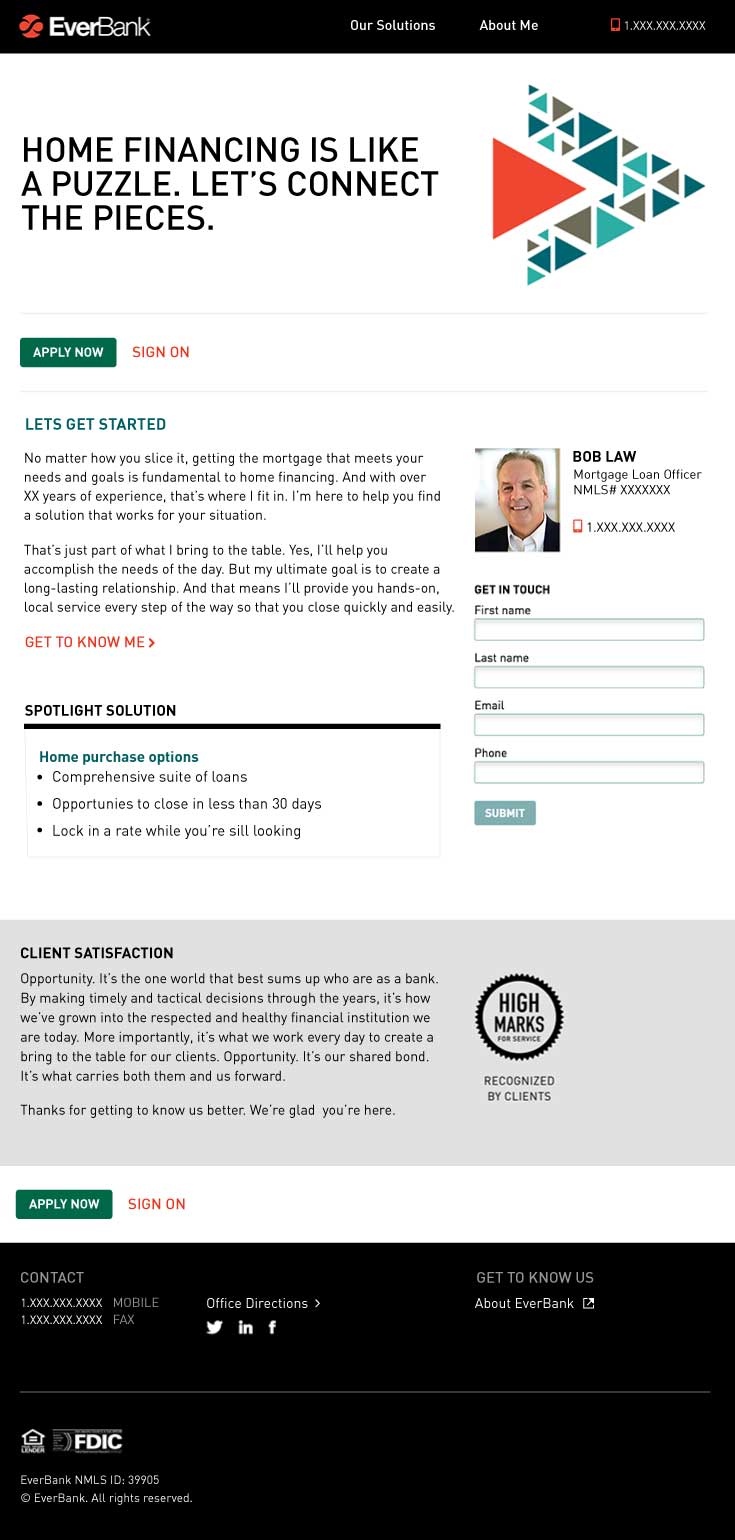 EverBank
Our Solutions
About Me
1.XXX.XXX.XXXX
HOME FINANCING IS LIKE
A PUZZLE. LET'S CONNECT
THE PIECES.
APPLY NOW
SIGN ON
LETS GET STARTED
No matter how you slice it, getting the mortgage that meets your
needs and goals is fundamental to home financing. And with over
XX years of experience, that's where I fit in. I'm here to help you find
a solution that works for your situation.
That's just part of what I bring to the table. Yes, I'll help you
accomplish the needs of the day. But my ultimate goal is to create a
long-lasting relationship. And that means I'll provide you hands-on,
local service every step of the way so that you close quickly and easily.
GET TO KNOW ME >
BOB LAW
Mortgage Loan Officer
NMLS# XXXXXXX
1.XXX.XXX.XXXX
GET IN TOUCH
First name
Last name
Email
Phone
SUBMIT
SPOTLIGHT SOLUTION
Home purchase options
• Comprehensive suite of loans
• Opportunies to close in less than 30 days
• Lock in a rate while you're sill looking
CLIENT SATISFACTION
Opportunity. It's the one world that best sums up who are as a bank.
By making timely and tactical decisions through the years, it's how
we've grown into the respected and healthy financial institution we
are today. More importantly, it's what we work every day to create a
bring to the table for our clients. Opportunity. It's our shared bond.
It's what carries both them and us forward.
Thanks for getting to know us better. We're glad  you're here.
HIGH
MARKS
FOR SERVICE
RECOGNIZED
BY CLIENTS
APPLY NOW
SIGN ON
CONTACT
1.XXX.XXX.XXXX MOBILE
1.XXX.XXX.XXXX FAX
Office Directions >
GET TO KNOW US
About EverBank
LENDER
FDIC
EverBank NMLS ID: 39905
© EverBank. All rights reserved.